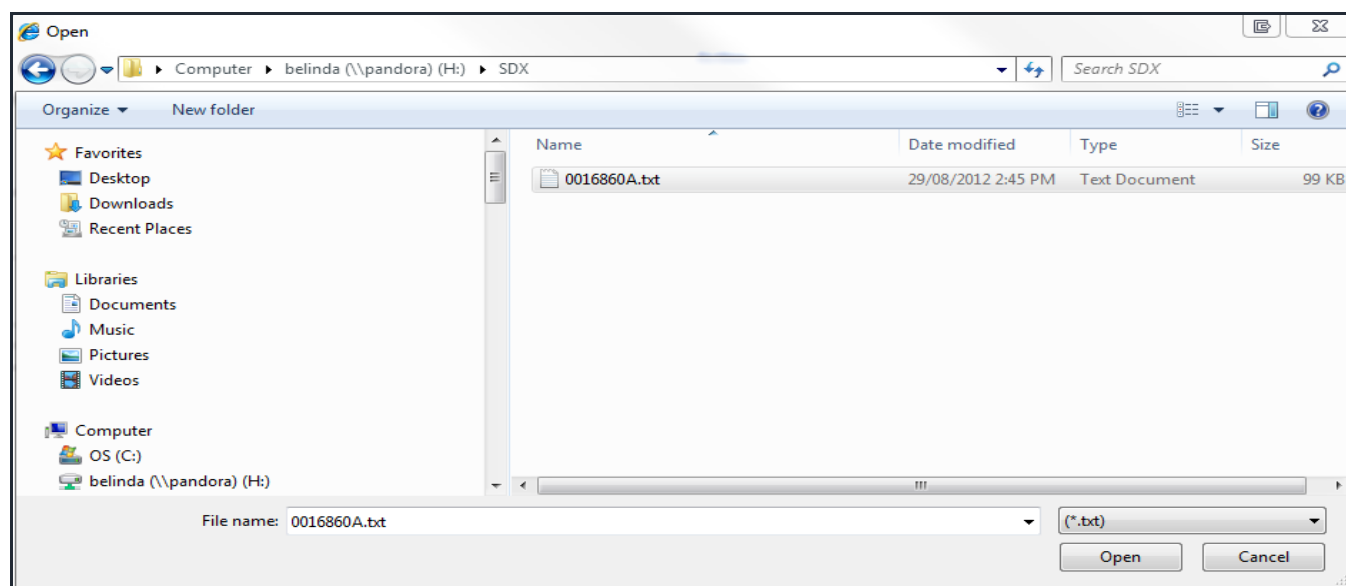 Open
Computer belinda (\\pandora) (H:) SDX
Search SDX
Organize New folder
Name Date modified Type Size
0016860A.txt 29/08/2012 2:45 PM Text Document 99 KB
Favorites
Desktop
Downloads
Recent Places
Libraries
Documents
Music
Pictures
Videos
Computer
OS (C:)
belinda (\\pandora) (H:)
File name: 0016860A.txt (*.txt)
Open Cancel